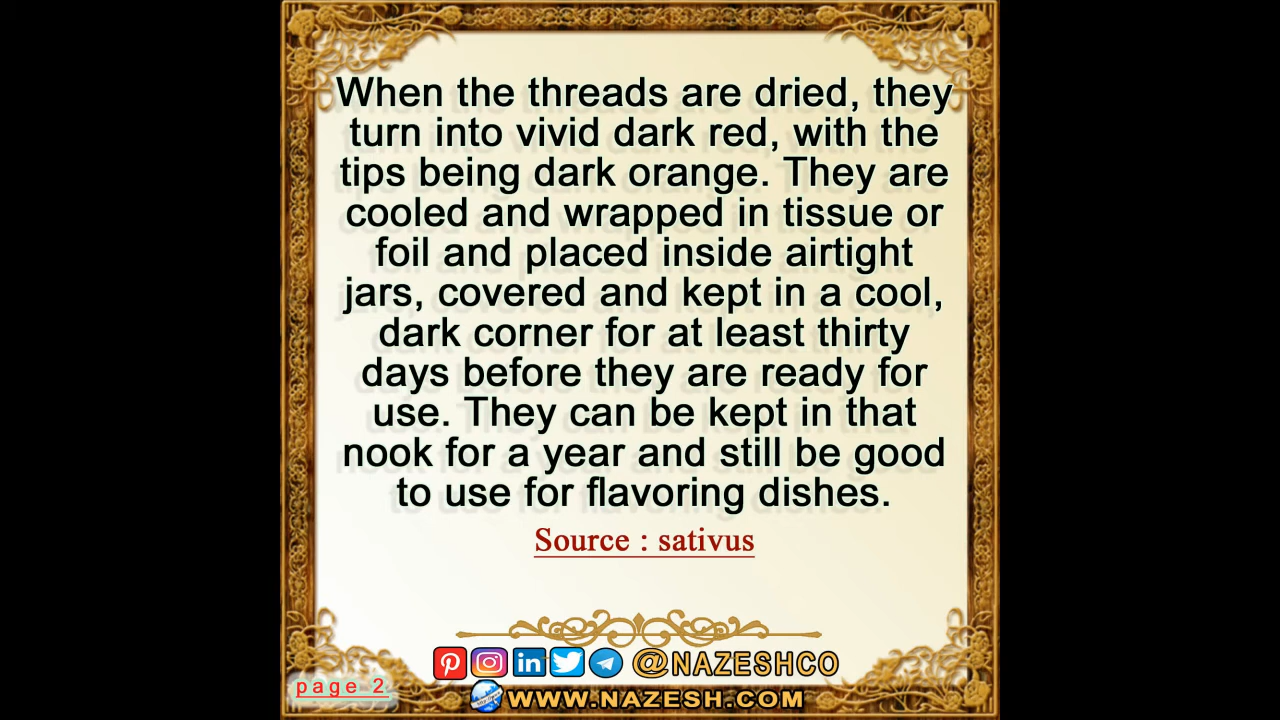 When the threads are dried, they
turn into vivid dark red, with the
tips being dark orange. They are
cooled and wrapped in tissue or
foil and placed inside airtight
jars, covered and kept in a cool,
dark corner for at least thirty
days before they are ready for
use. They can be kept in that
nook for a year and still be good
to use for flavoring dishes.
Source : sativus
@NAZESHCO
page 2
WWW.NAZESH.COM